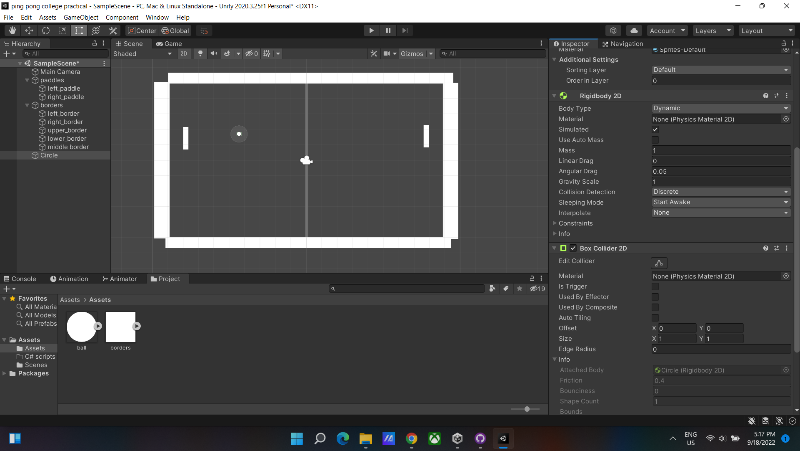 ping pong college practical - SampleScene - PC, Mac & Linux Standalone - Unity 2020.3.25f1 Personal* <DX11>
File Edit Assets GameObject Component Window Help
Center Global Account Layers Layout
Hierarchy
All
SampleScene*
Main Camera
paddles
left_paddle
right_paddle
borders
left_border
right_border
upper_border
lower_border
middle border
Circle
Scene Game
Shaded 2D 0 Gizmos All
Inspector Navigation
Material Sprites-Default
Additional Settings
Sorting Layer Default
Order in Layer 0
Rigidbody 2D
Body Type Dynamic
Material None (Physics Material 2D)
Simulated
Use Auto Mass
Mass 1
Linear Drag 0
Angular Drag 0.05
Gravity Scale 1
Collision Detection Discrete
Sleeping Mode Start Awake
Interpolate None
Constraints
Info
Box Collider 2D
Edit Collider
Material None (Physics Material 2D)
Is Trigger
Used By Effector
Used By Composite
Auto Tiling
Offset X 0 Y 0
Size X 1 Y 1
Edge Radius 0
Info
Attached Body Circle (Rigidbody 2D)
Friction 0.4
Bounciness 0
Shape Count 1
Bounds
Console Animation Animator Project
Favorites
All Materia
All Models
All Prefabs
Assets
Assets
C# scripts
Scenes
Packages
Assets > Assets
ball borders
ENG
US
5:17 PM
9/18/2022